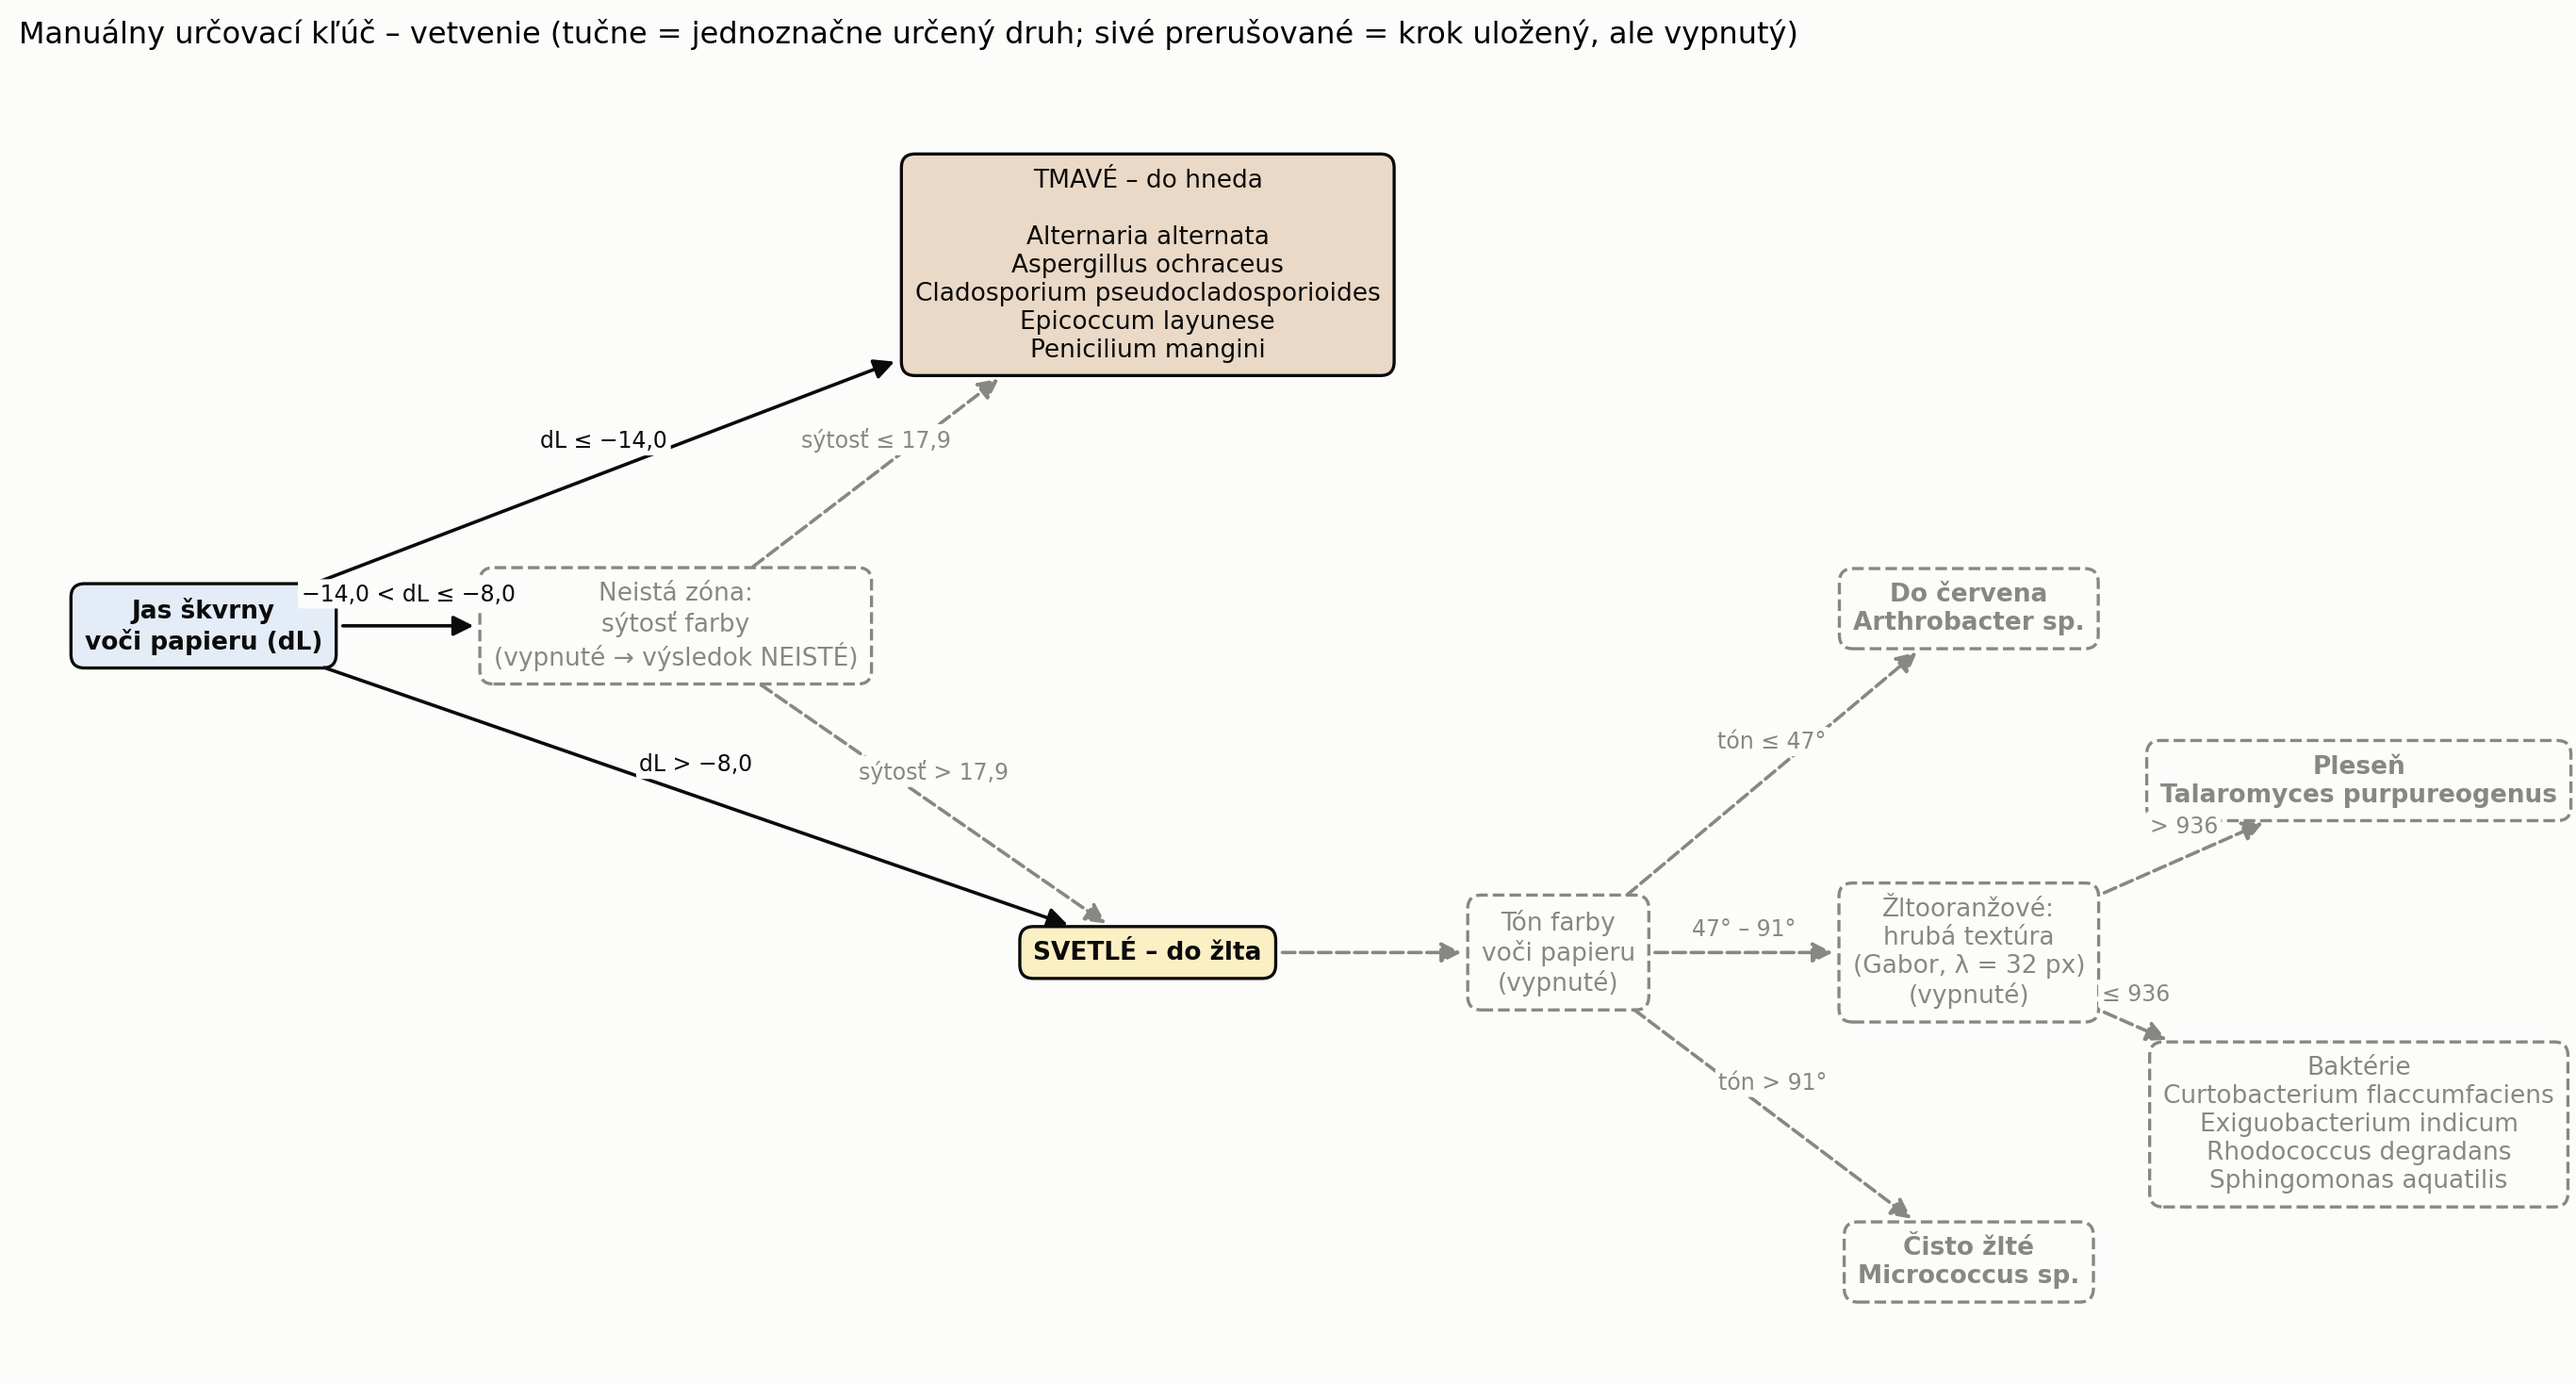 Manuálny určovací kľúč – vetvenie (tučne = jednoznačne určený druh; sivé prerušované = krok uložený, ale vypnutý)
TMAVÉ – do hneda
Alternaria alternata
Aspergillus ochraceus
Cladosporium pseudocladosporioides
Epicoccum layunese
Penicilium mangini
dL ≤ −14,0
sýtosť ≤ 17,9
Jas škvrny
voči papieru (dL)
−14,0 < dL ≤ −8,0
Neistá zóna:
sýtosť farby
(vypnuté → výsledok NEISTÉ)
dL > −8,0
sýtosť > 17,9
SVETLÉ – do žlta
Tón farby
voči papieru
(vypnuté)
tón ≤ 47°
Do červena
Arthrobacter sp.
47° – 91°
Žltooranžové:
hrubá textúra
(Gabor, λ = 32 px)
(vypnuté)
> 936
Pleseň
Talaromyces purpureogenus
≤ 936
Baktérie
Curtobacterium flaccumfaciens
Exiguobacterium indicum
Rhodococcus degradans
Sphingomonas aquatilis
tón > 91°
Čisto žlté
Micrococcus sp.